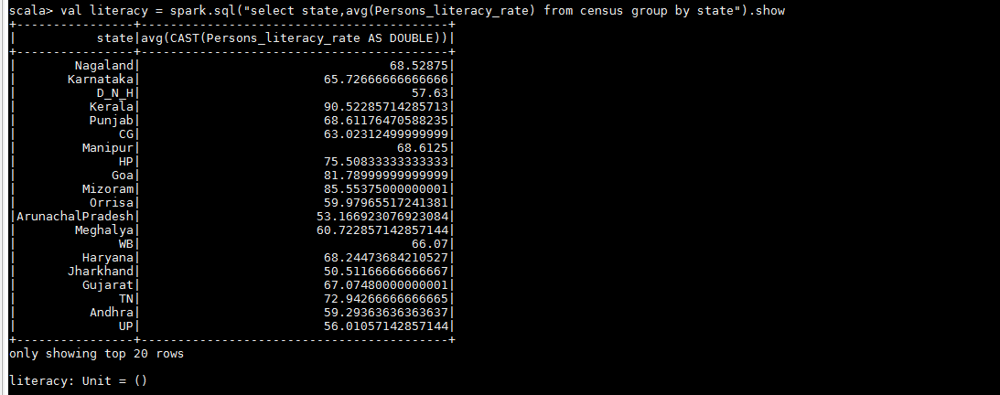 scala> val literacy = spark.sql("select state,avg(Persons_literacy_rate) from census group by state").show
+---------------+----------------------------------------+
|          state|avg(CAST(Persons_literacy_rate AS DOUBLE))|
+---------------+----------------------------------------+
|       Nagaland|                                68.52875|
|      Karnataka|                       65.72666666666666|
|          D_N_H|                                   57.63|
|         Kerala|                       90.52285714285713|
|         Punjab|                       68.61176470588235|
|             CG|                       63.02312499999999|
|        Manipur|                                 68.6125|
|             HP|                       75.50833333333333|
|            Goa|                       81.78999999999999|
|        Mizoram|                       85.55375000000001|
|         Orrisa|                       59.97965517241381|
|ArunachalPradesh|                      53.166923076923084|
|       Meghalya|                      60.722857142857144|
|             WB|                                   66.07|
|        Haryana|                       68.24473684210527|
|      Jharkhand|                       50.51166666666667|
|        Gujarat|                       67.07480000000001|
|             TN|                       72.94266666666665|
|         Andhra|                       59.29363636363637|
|             UP|                       56.01057142857144|
+---------------+----------------------------------------+
only showing top 20 rows
literacy: Unit = ()